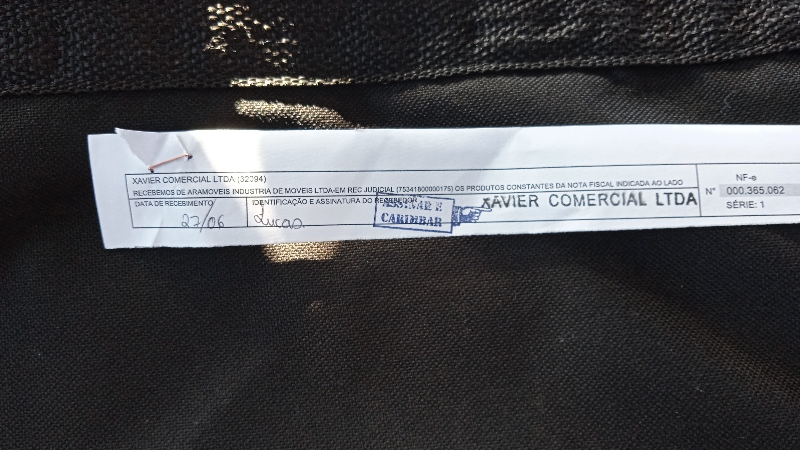 XAVIER COMERCIAL LTDA (32094)
RECEBEMOS DE ARAMOVEIS INDUSTRIA DE MOVEIS LTDA-EM REC JUDICIAL (75341800000175) OS PRODUTOS CONSTANTES DA NOTA FISCAL INDICADA AO LADO
DATA DE RECEBIMENTO
27/06
IDENTIFICAÇÃO E ASSINATURA DO RECEBEDOR
Lucas
ASSINAR E
CARIMBAR
XAVIER COMERCIAL LTDA
NF-e
N° 000.365.062
SÉRIE: 1